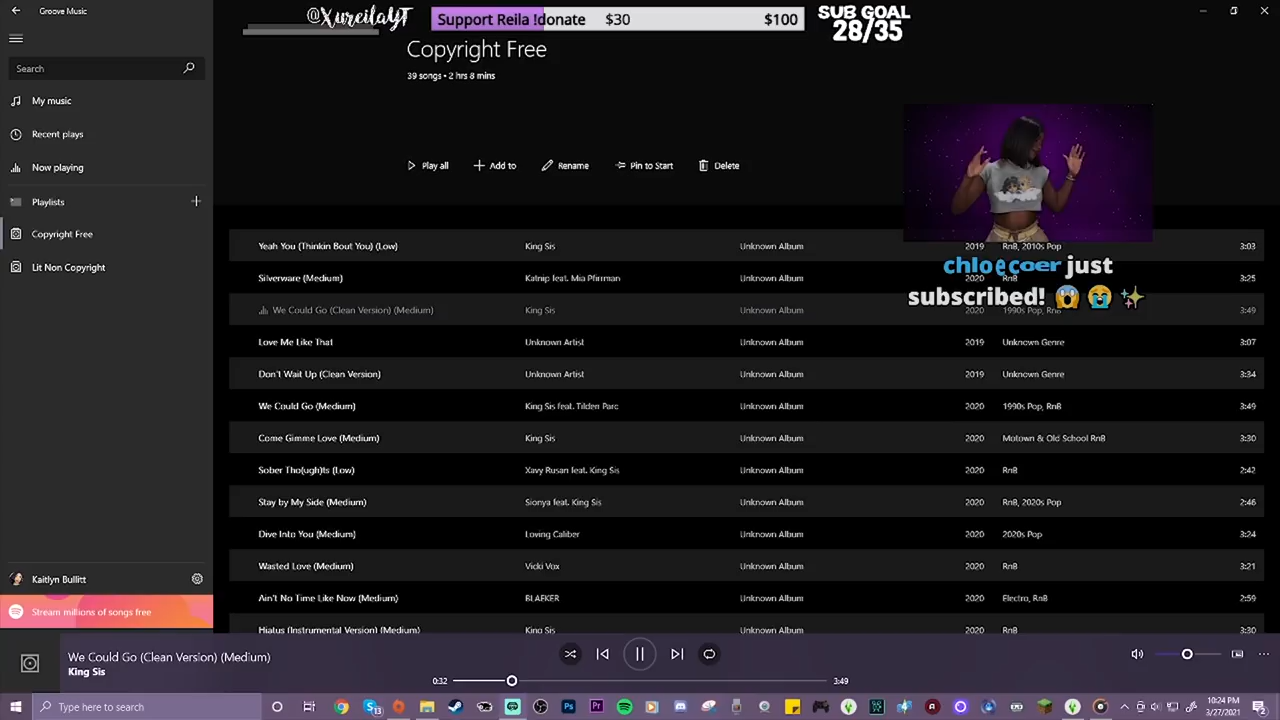 Groove Music
@XureilaYT
Support Reila !donate $30 $100
SUB GOAL
28/35
Copyright Free
39 songs • 2 hrs 8 mins
Search
My music
Recent plays
Now playing
Playlists
Copyright Free
Lit Non Copyright
Play all Add to Rename Pin to Start Delete
chloecoer just
subscribed! 😱 😭 ✨
Yeah You (Thinkin Bout You) (Low) King Sis Unknown Album 2019 RnB, 2010s Pop 3:03
Silverware (Medium) Katnip feat. Mia Pfirrman Unknown Album 2020 RnB 3:25
We Could Go (Clean Version) (Medium) King Sis Unknown Album 2020 1990s Pop, RnB 3:49
Love Me Like That Unknown Artist Unknown Album 2019 Unknown Genre 3:07
Don't Wait Up (Clean Version) Unknown Artist Unknown Album 2019 Unknown Genre 3:34
We Could Go (Medium) King Sis feat. Tilden Parc Unknown Album 2020 1990s Pop, RnB 3:49
Come Gimme Love (Medium) King Sis Unknown Album 2020 Motown & Old School RnB 3:30
Sober Tho(ugh)ts (Low) Xavy Rusan feat. King Sis Unknown Album 2020 RnB 2:42
Stay by My Side (Medium) Sionya feat. King Sis Unknown Album 2020 RnB, 2020s Pop 2:46
Dive Into You (Medium) Loving Caliber Unknown Album 2020 2020s Pop 3:24
Wasted Love (Medium) Vicki Vox Unknown Album 2020 RnB 3:21
Ain't No Time Like Now (Medium) BLAEKER Unknown Album 2020 Electro, RnB 2:59
Hiatus (Instrumental Version) (Medium) King Sis Unknown Album 2020 RnB 3:30
Kaitlyn Bullitt
Stream millions of songs free
We Could Go (Clean Version) (Medium)
King Sis
0:32 3:49
Type here to search
10:24 PM
3/27/2021